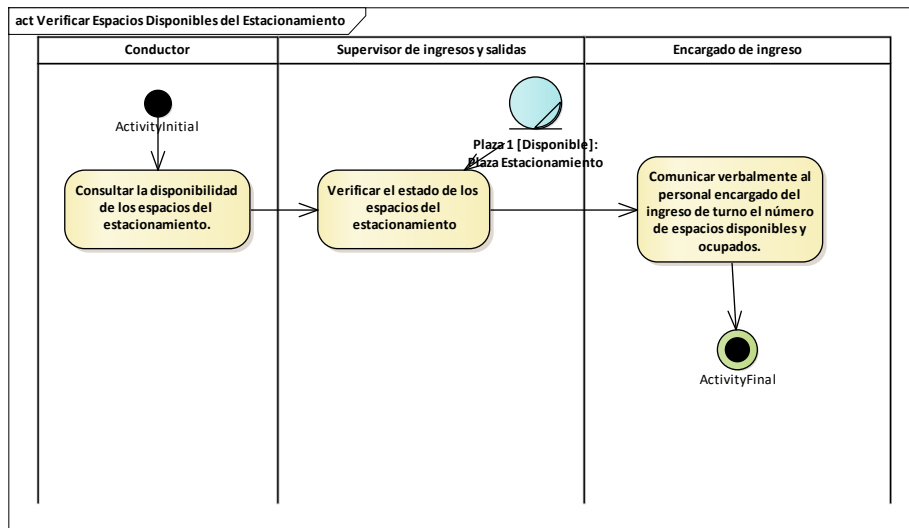 act Verificar Espacios Disponibles del Estacionamiento
Conductor
Supervisor de ingresos y salidas
Encargado de ingreso
ActivityInitial
Plaza 1 [Disponible]:
Plaza Estacionamiento
Consultar la disponibilidad
de los espacios del
estacionamiento.
Verificar el estado de los
espacios del
estacionamiento
Comunicar verbalmente al
personal encargado del
ingreso de turno el número
de espacios disponibles y
ocupados.
ActivityFinal